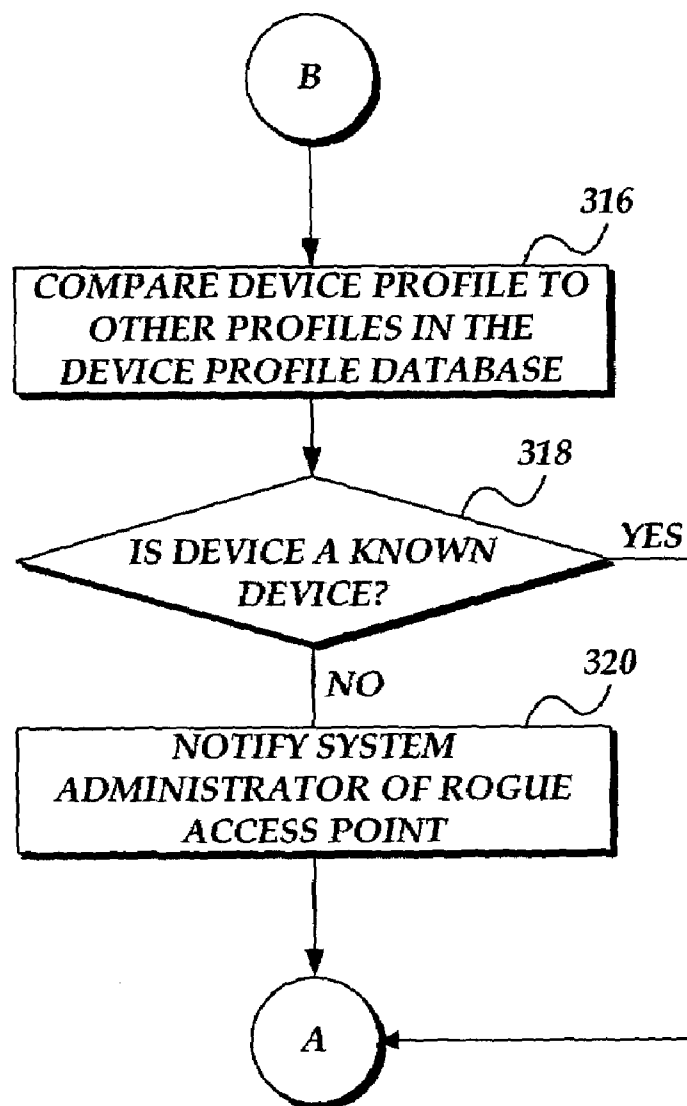 B
316
COMPARE DEVICE PROFILE TO
OTHER PROFILES IN THE
DEVICE PROFILE DATABASE
318
IS DEVICE A KNOWN
DEVICE?
YES
NO
320
NOTIFY SYSTEM
ADMINISTRATOR OF ROGUE
ACCESS POINT
A